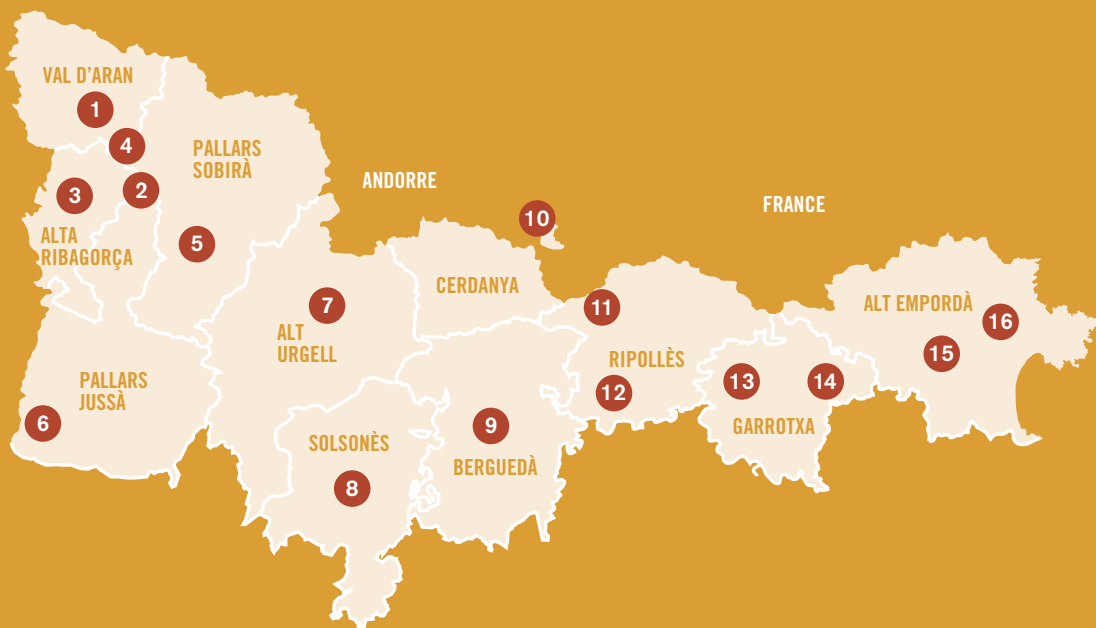 VAL D'ARAN
1
4
PALLARS
SOBIRÀ
ANDORRE
3
2
FRANCE
10
ALTA
RIBAGORÇA
5
CERDANYA
7
11
ALT EMPORDÀ
16
ALT
URGELL
RIPOLLÈS
15
PALLARS
JUSSÀ
12
13
14
6
9
GARROTXA
SOLSONÈS
BERGUEDÀ
8